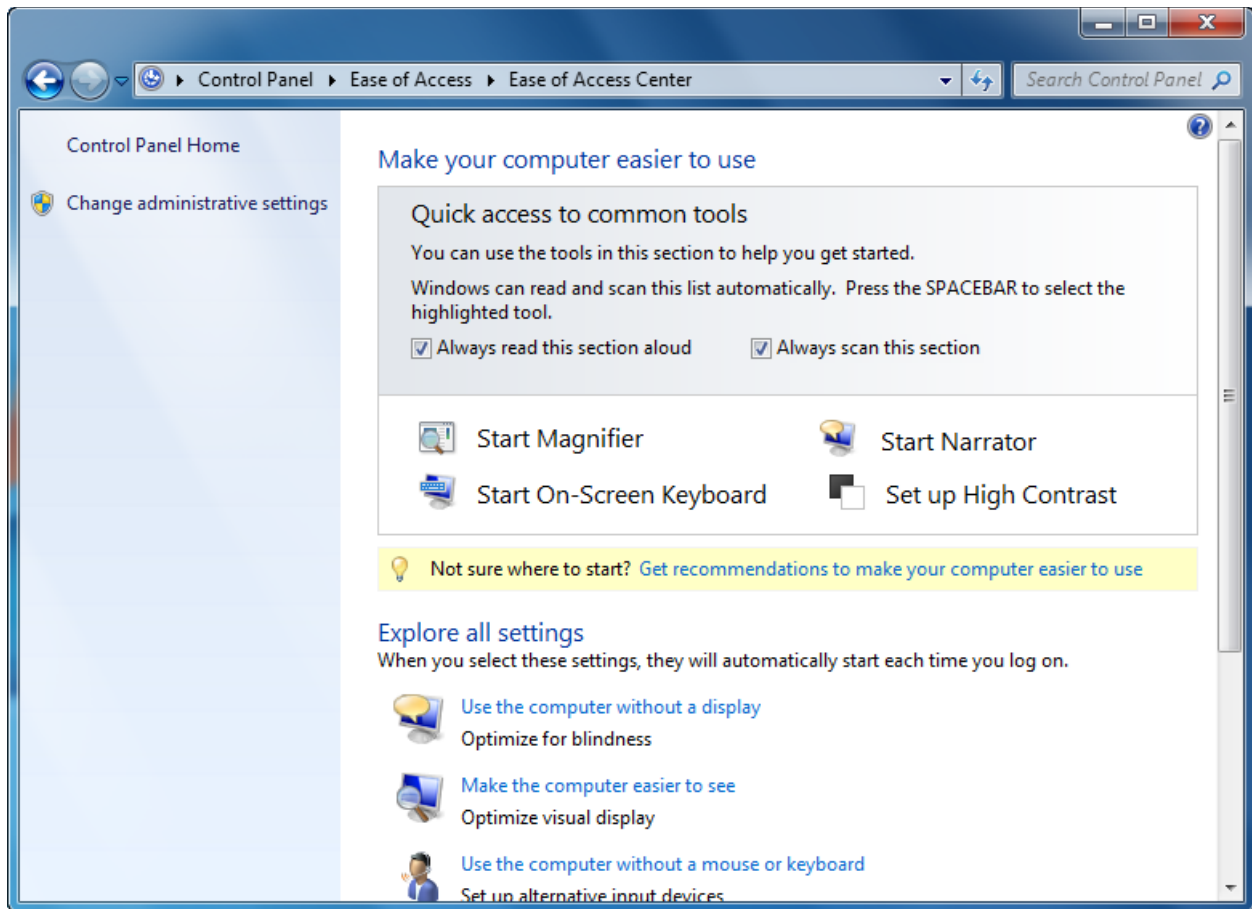 Control Panel Ease of Access Ease of Access Center
Search Control Panel
Control Panel Home
Change administrative settings
Make your computer easier to use
Quick access to common tools
You can use the tools in this section to help you get started.
Windows can read and scan this list automatically. Press the SPACEBAR to select the
highlighted tool.
Always read this section aloud Always scan this section
Start Magnifier Start Narrator
Start On-Screen Keyboard Set up High Contrast
Not sure where to start? Get recommendations to make your computer easier to use
Explore all settings
When you select these settings, they will automatically start each time you log on.
Use the computer without a display
Optimize for blindness
Make the computer easier to see
Optimize visual display
Use the computer without a mouse or keyboard
Set up alternative input devices